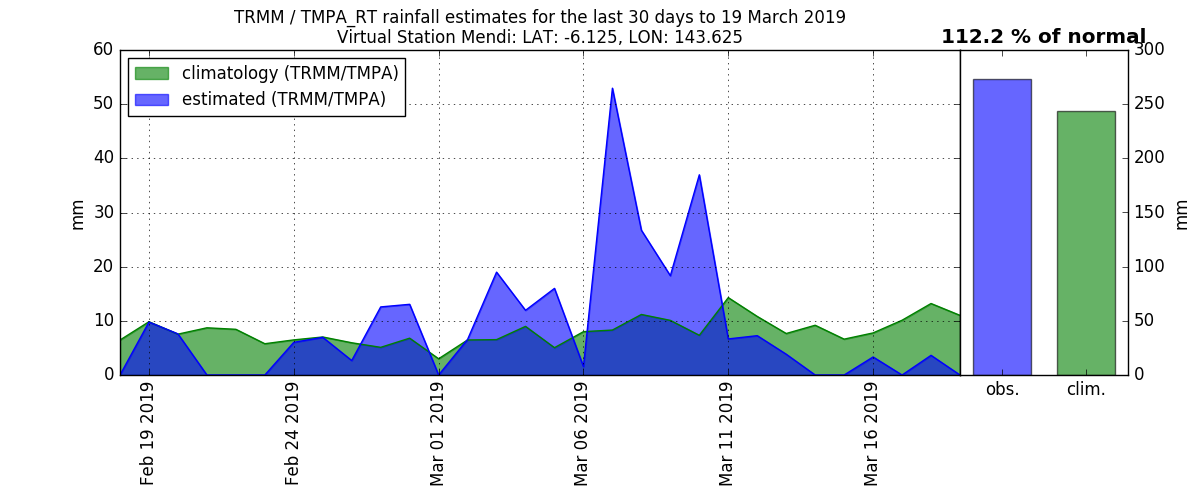 TRMM / TMPA_RT rainfall estimates for the last 30 days to 19 March 2019
Virtual Station Mendi: LAT: -6.125, LON: 143.625
112.2 % of normal
climatology (TRMM/TMPA)
estimated (TRMM/TMPA)
60
50
40
30
20
10
0
mm
300
250
200
150
100
50
0
mm
Feb 19 2019
Feb 24 2019
Mar 01 2019
Mar 06 2019
Mar 11 2019
Mar 16 2019
obs.
clim.